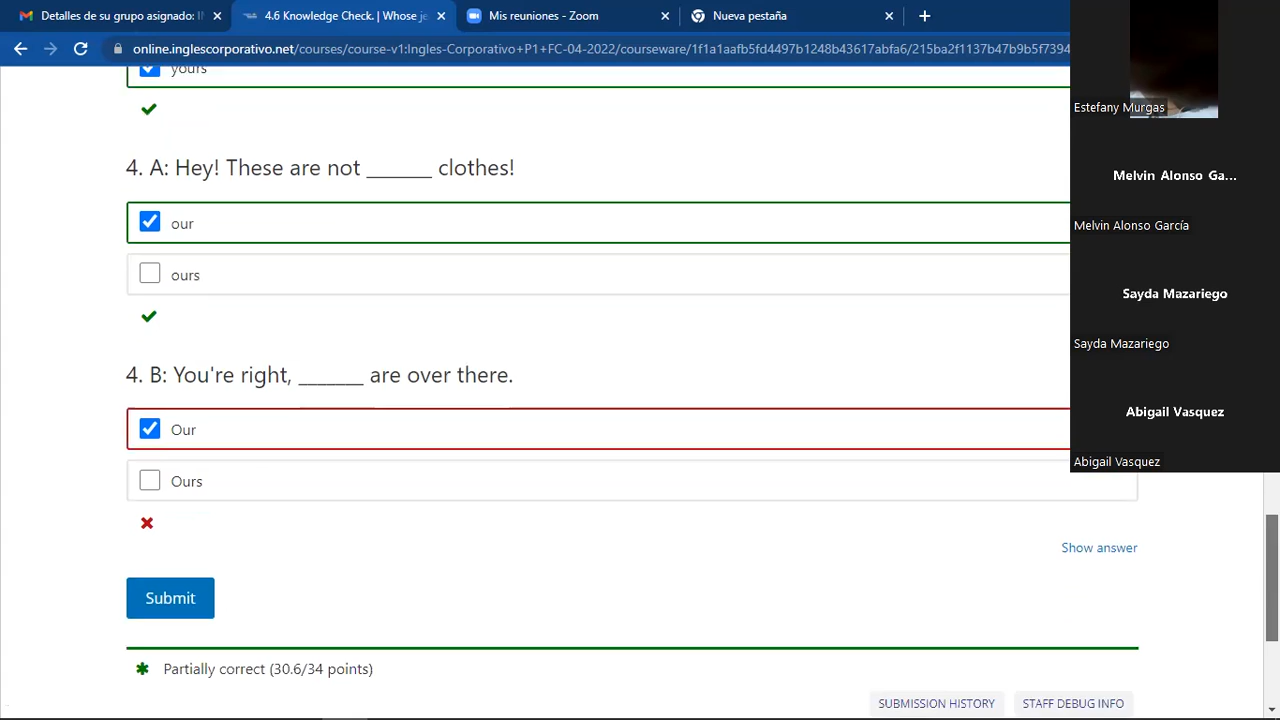 Detalles de su grupo asignado: I
4.6 Knowledge Check. | Whose je
Mis reuniones - Zoom
Nueva pestaña
online.inglescorporativo.net/courses/course-v1:Ingles-Corporativo+P1+FC-04-2022/courseware/1f1a1aafb5fd4497b1248b43617abfa6/215ba2f1137b47b9b5f7394
yours
4. A: Hey! These are not _______ clothes!
our
ours
4. B: You're right, _______ are over there.
Our
Ours
Show answer
Submit
Partially correct (30.6/34 points)
SUBMISSION HISTORY
STAFF DEBUG INFO
Estefany Murgas
Melvin Alonso Ga...
Melvin Alonso García
Sayda Mazariego
Sayda Mazariego
Abigail Vasquez
Abigail Vasquez